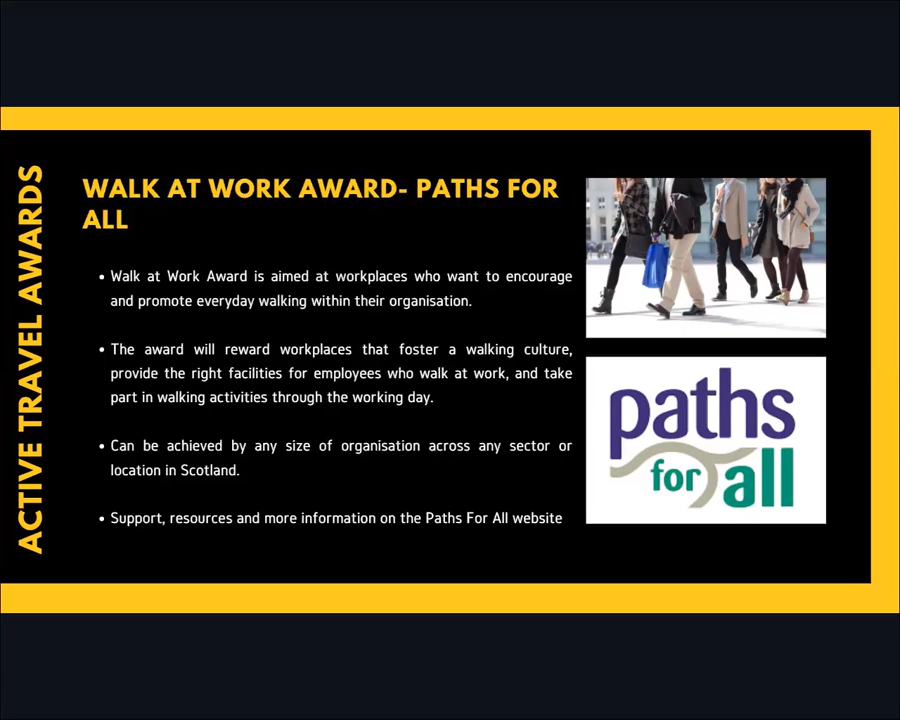 ACTIVE TRAVEL AWARDS
WALK AT WORK AWARD- PATHS FOR
ALL
• Walk at Work Award is aimed at workplaces who want to encourage
and promote everyday walking within their organisation.
• The award will reward workplaces that foster a walking culture,
provide the right facilities for employees who walk at work, and take
part in walking activities through the working day.
• Can be achieved by any size of organisation across any sector or
location in Scotland.
• Support, resources and more information on the Paths For All website
paths
for all